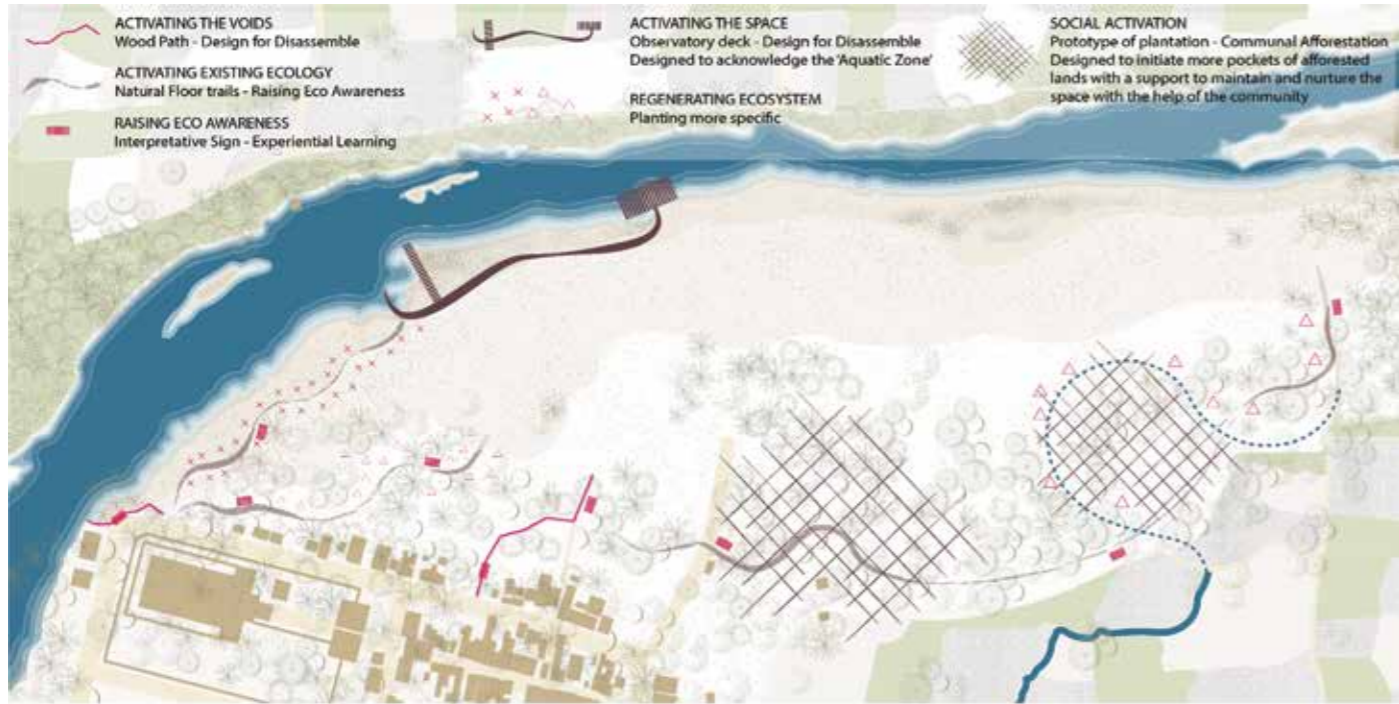 ACTIVATING THE VOIDS
Wood Path - Design for Disassemble
ACTIVATING EXISTING ECOLOGY
Natural Floor trails - Raising Eco Awareness
RAISING ECO AWARENESS
Interpretative Sign - Experiential Learning
ACTIVATING THE SPACE
Observatory deck - Design for Disassemble
Designed to acknowledge the 'Aquatic Zone'
REGENERATING ECOSYSTEM
Planting more specific
SOCIAL ACTIVATION
Prototype of plantation - Communal Afforestation
Designed to initiate more pockets of afforested
lands with a support to maintain and nurture the
space with the help of the community